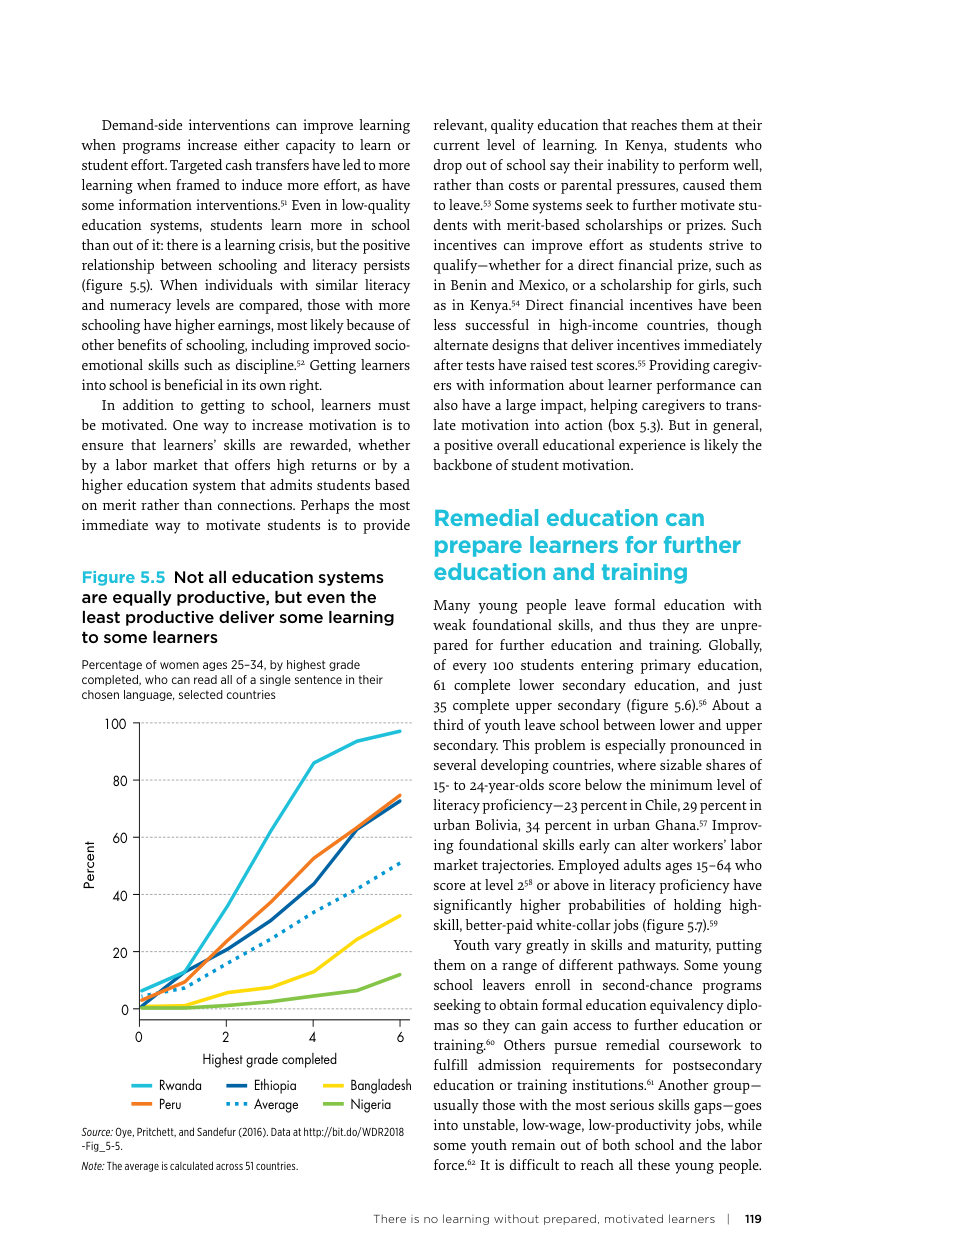 Demand-side interventions can improve learning
when programs increase either capacity to learn or
student effort. Targeted cash transfers have led to more
learning when framed to induce more effort, as have
some information interventions.⁵¹ Even in low-quality
education systems, students learn more in school
than out of it: there is a learning crisis, but the positive
relationship between schooling and literacy persists
(figure 5.5). When individuals with similar literacy
and numeracy levels are compared, those with more
schooling have higher earnings, most likely because of
other benefits of schooling, including improved socio-
emotional skills such as discipline.⁵² Getting learners
into school is beneficial in its own right.
In addition to getting to school, learners must
be motivated. One way to increase motivation is to
ensure that learners’ skills are rewarded, whether
by a labor market that offers high returns or by a
higher education system that admits students based
on merit rather than connections. Perhaps the most
immediate way to motivate students is to provide
Figure 5.5 Not all education systems
are equally productive, but even the
least productive deliver some learning
to some learners
Percentage of women ages 25–34, by highest grade
completed, who can read all of a single sentence in their
chosen language, selected countries
100
80
60
40
20
0
Percent
0 2 4 6
Highest grade completed
Rwanda Ethiopia Bangladesh
Peru Average Nigeria
Source: Oye, Pritchett, and Sandefur (2016). Data at http://bit.do/WDR2018
-Fig_5-5.
Note: The average is calculated across 51 countries.
relevant, quality education that reaches them at their
current level of learning. In Kenya, students who
drop out of school say their inability to perform well,
rather than costs or parental pressures, caused them
to leave.⁵³ Some systems seek to further motivate stu-
dents with merit-based scholarships or prizes. Such
incentives can improve effort as students strive to
qualify—whether for a direct financial prize, such as
in Benin and Mexico, or a scholarship for girls, such
as in Kenya.⁵⁴ Direct financial incentives have been
less successful in high-income countries, though
alternate designs that deliver incentives immediately
after tests have raised test scores.⁵⁵ Providing caregiv-
ers with information about learner performance can
also have a large impact, helping caregivers to trans-
late motivation into action (box 5.3). But in general,
a positive overall educational experience is likely the
backbone of student motivation.
Remedial education can
prepare learners for further
education and training
Many young people leave formal education with
weak foundational skills, and thus they are unpre-
pared for further education and training. Globally,
of every 100 students entering primary education,
61 complete lower secondary education, and just
35 complete upper secondary (figure 5.6).⁵⁶ About a
third of youth leave school between lower and upper
secondary. This problem is especially pronounced in
several developing countries, where sizable shares of
15- to 24-year-olds score below the minimum level of
literacy proficiency—23 percent in Chile, 29 percent in
urban Bolivia, 34 percent in urban Ghana.⁵⁷ Improv-
ing foundational skills early can alter workers’ labor
market trajectories. Employed adults ages 15–64 who
score at level 2⁵⁸ or above in literacy proficiency have
significantly higher probabilities of holding high-
skill, better-paid white-collar jobs (figure 5.7).⁵⁹
Youth vary greatly in skills and maturity, putting
them on a range of different pathways. Some young
school leavers enroll in second-chance programs
seeking to obtain formal education equivalency diplo-
mas so they can gain access to further education or
training.⁶⁰ Others pursue remedial coursework to
fulfill admission requirements for postsecondary
education or training institutions.⁶¹ Another group—
usually those with the most serious skills gaps—goes
into unstable, low-wage, low-productivity jobs, while
some youth remain out of both school and the labor
force.⁶² It is difficult to reach all these young people.
There is no learning without prepared, motivated learners | 119